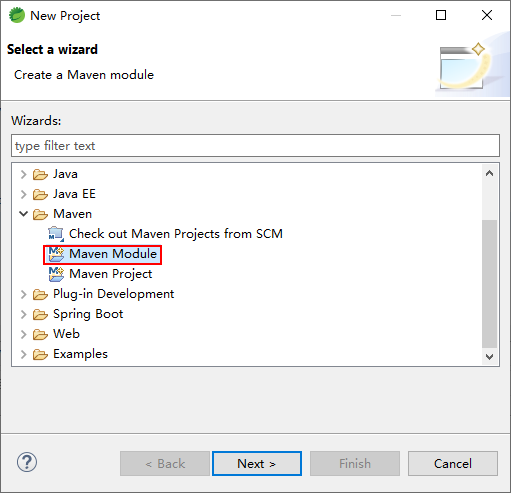 New Project
Select a wizard
Create a Maven module
Wizards:
type filter text
Java
Java EE
Maven
Check out Maven Projects from SCM
Maven Module
Maven Project
Plug-in Development
Spring Boot
Web
Examples
?
< Back
Next >
Finish
Cancel